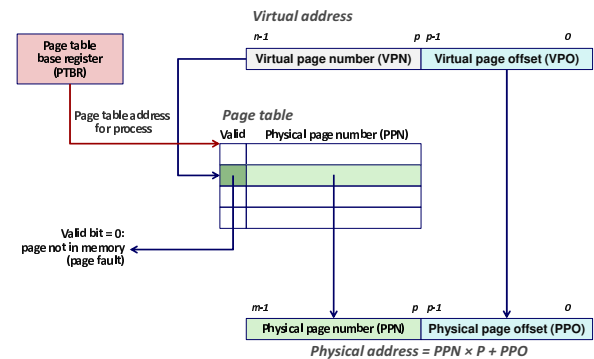 Virtual address
n-1 p p-1 0
Page table
base register
(PTBR)
Virtual page number (VPN) Virtual page offset (VPO)
Page table address
for process
Page table
Valid Physical page number (PPN)
Valid bit = 0:
page not in memory
(page fault)
m-1 p p-1 0
Physical page number (PPN) Physical page offset (PPO)
Physical address = PPN × P + PPO